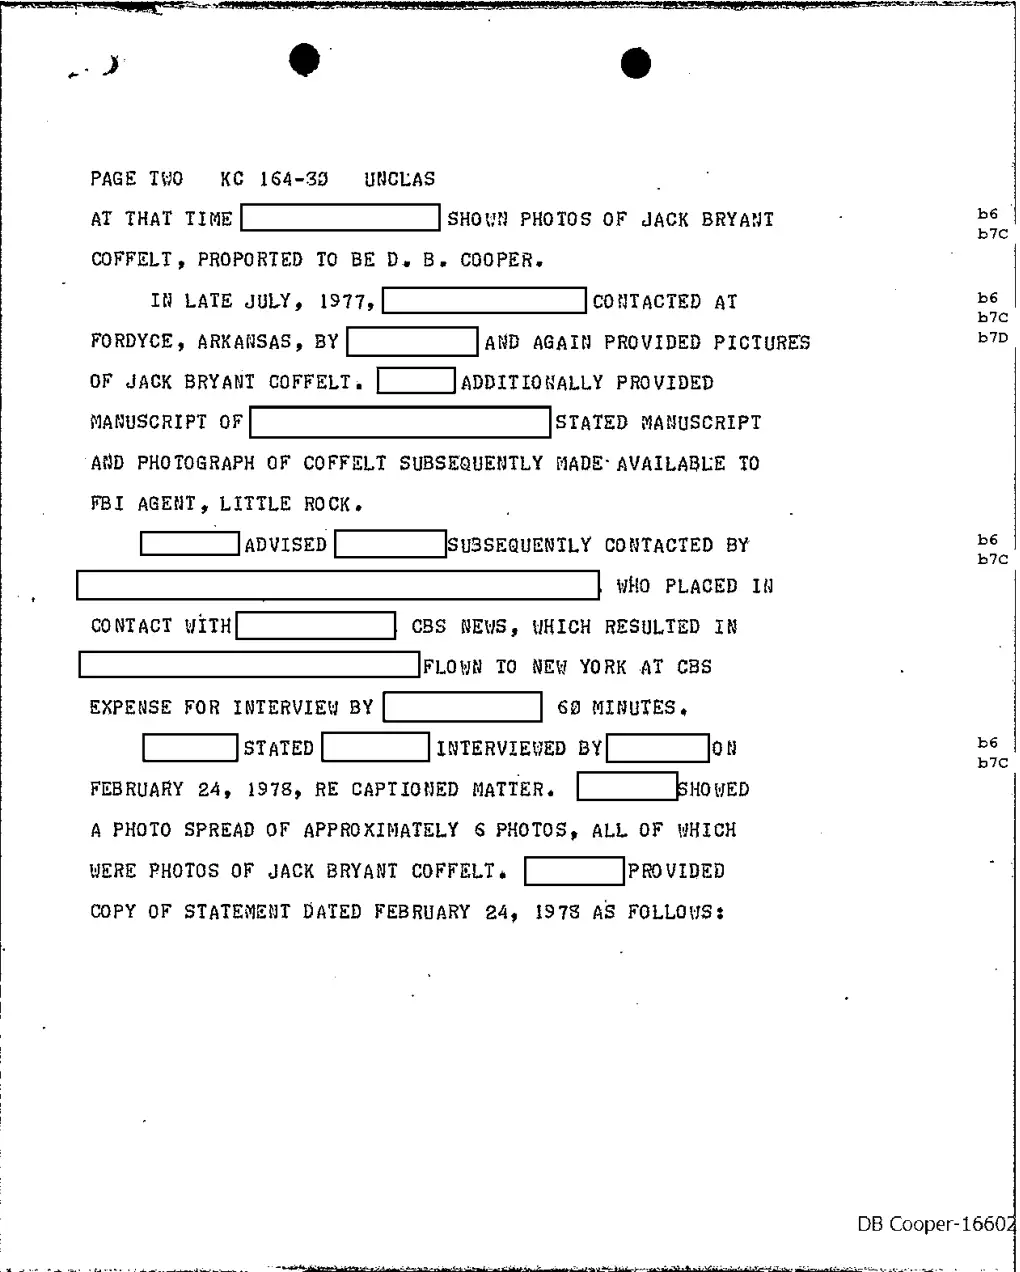 PAGE TWO KC 164-30 UNCLAS
AT THAT TIME SHOWN PHOTOS OF JACK BRYANT b6
b7C
COFFELT, PROPORTED TO BE D. B. COOPER.
IN LATE JULY, 1977, CONTACTED AT b6
b7C
FORDYCE, ARKANSAS, BY AND AGAIN PROVIDED PICTURES b7D
OF JACK BRYANT COFFELT. ADDITIONALLY PROVIDED
MANUSCRIPT OF STATED MANUSCRIPT
AND PHOTOGRAPH OF COFFELT SUBSEQUENTLY MADE AVAILABLE TO
FBI AGENT, LITTLE ROCK.
ADVISED SUBSEQUENTLY CONTACTED BY b6
b7C
WHO PLACED IN
CONTACT WITH CBS NEWS, WHICH RESULTED IN
FLOWN TO NEW YORK AT CBS
EXPENSE FOR INTERVIEW BY 60 MINUTES.
STATED INTERVIEWED BY ON b6
b7C
FEBRUARY 24, 1978, RE CAPTIONED MATTER. SHOWED
A PHOTO SPREAD OF APPROXIMATELY 6 PHOTOS, ALL OF WHICH
WERE PHOTOS OF JACK BRYANT COFFELT. PROVIDED
COPY OF STATEMENT DATED FEBRUARY 24, 1978 AS FOLLOWS:
DB Cooper-16602